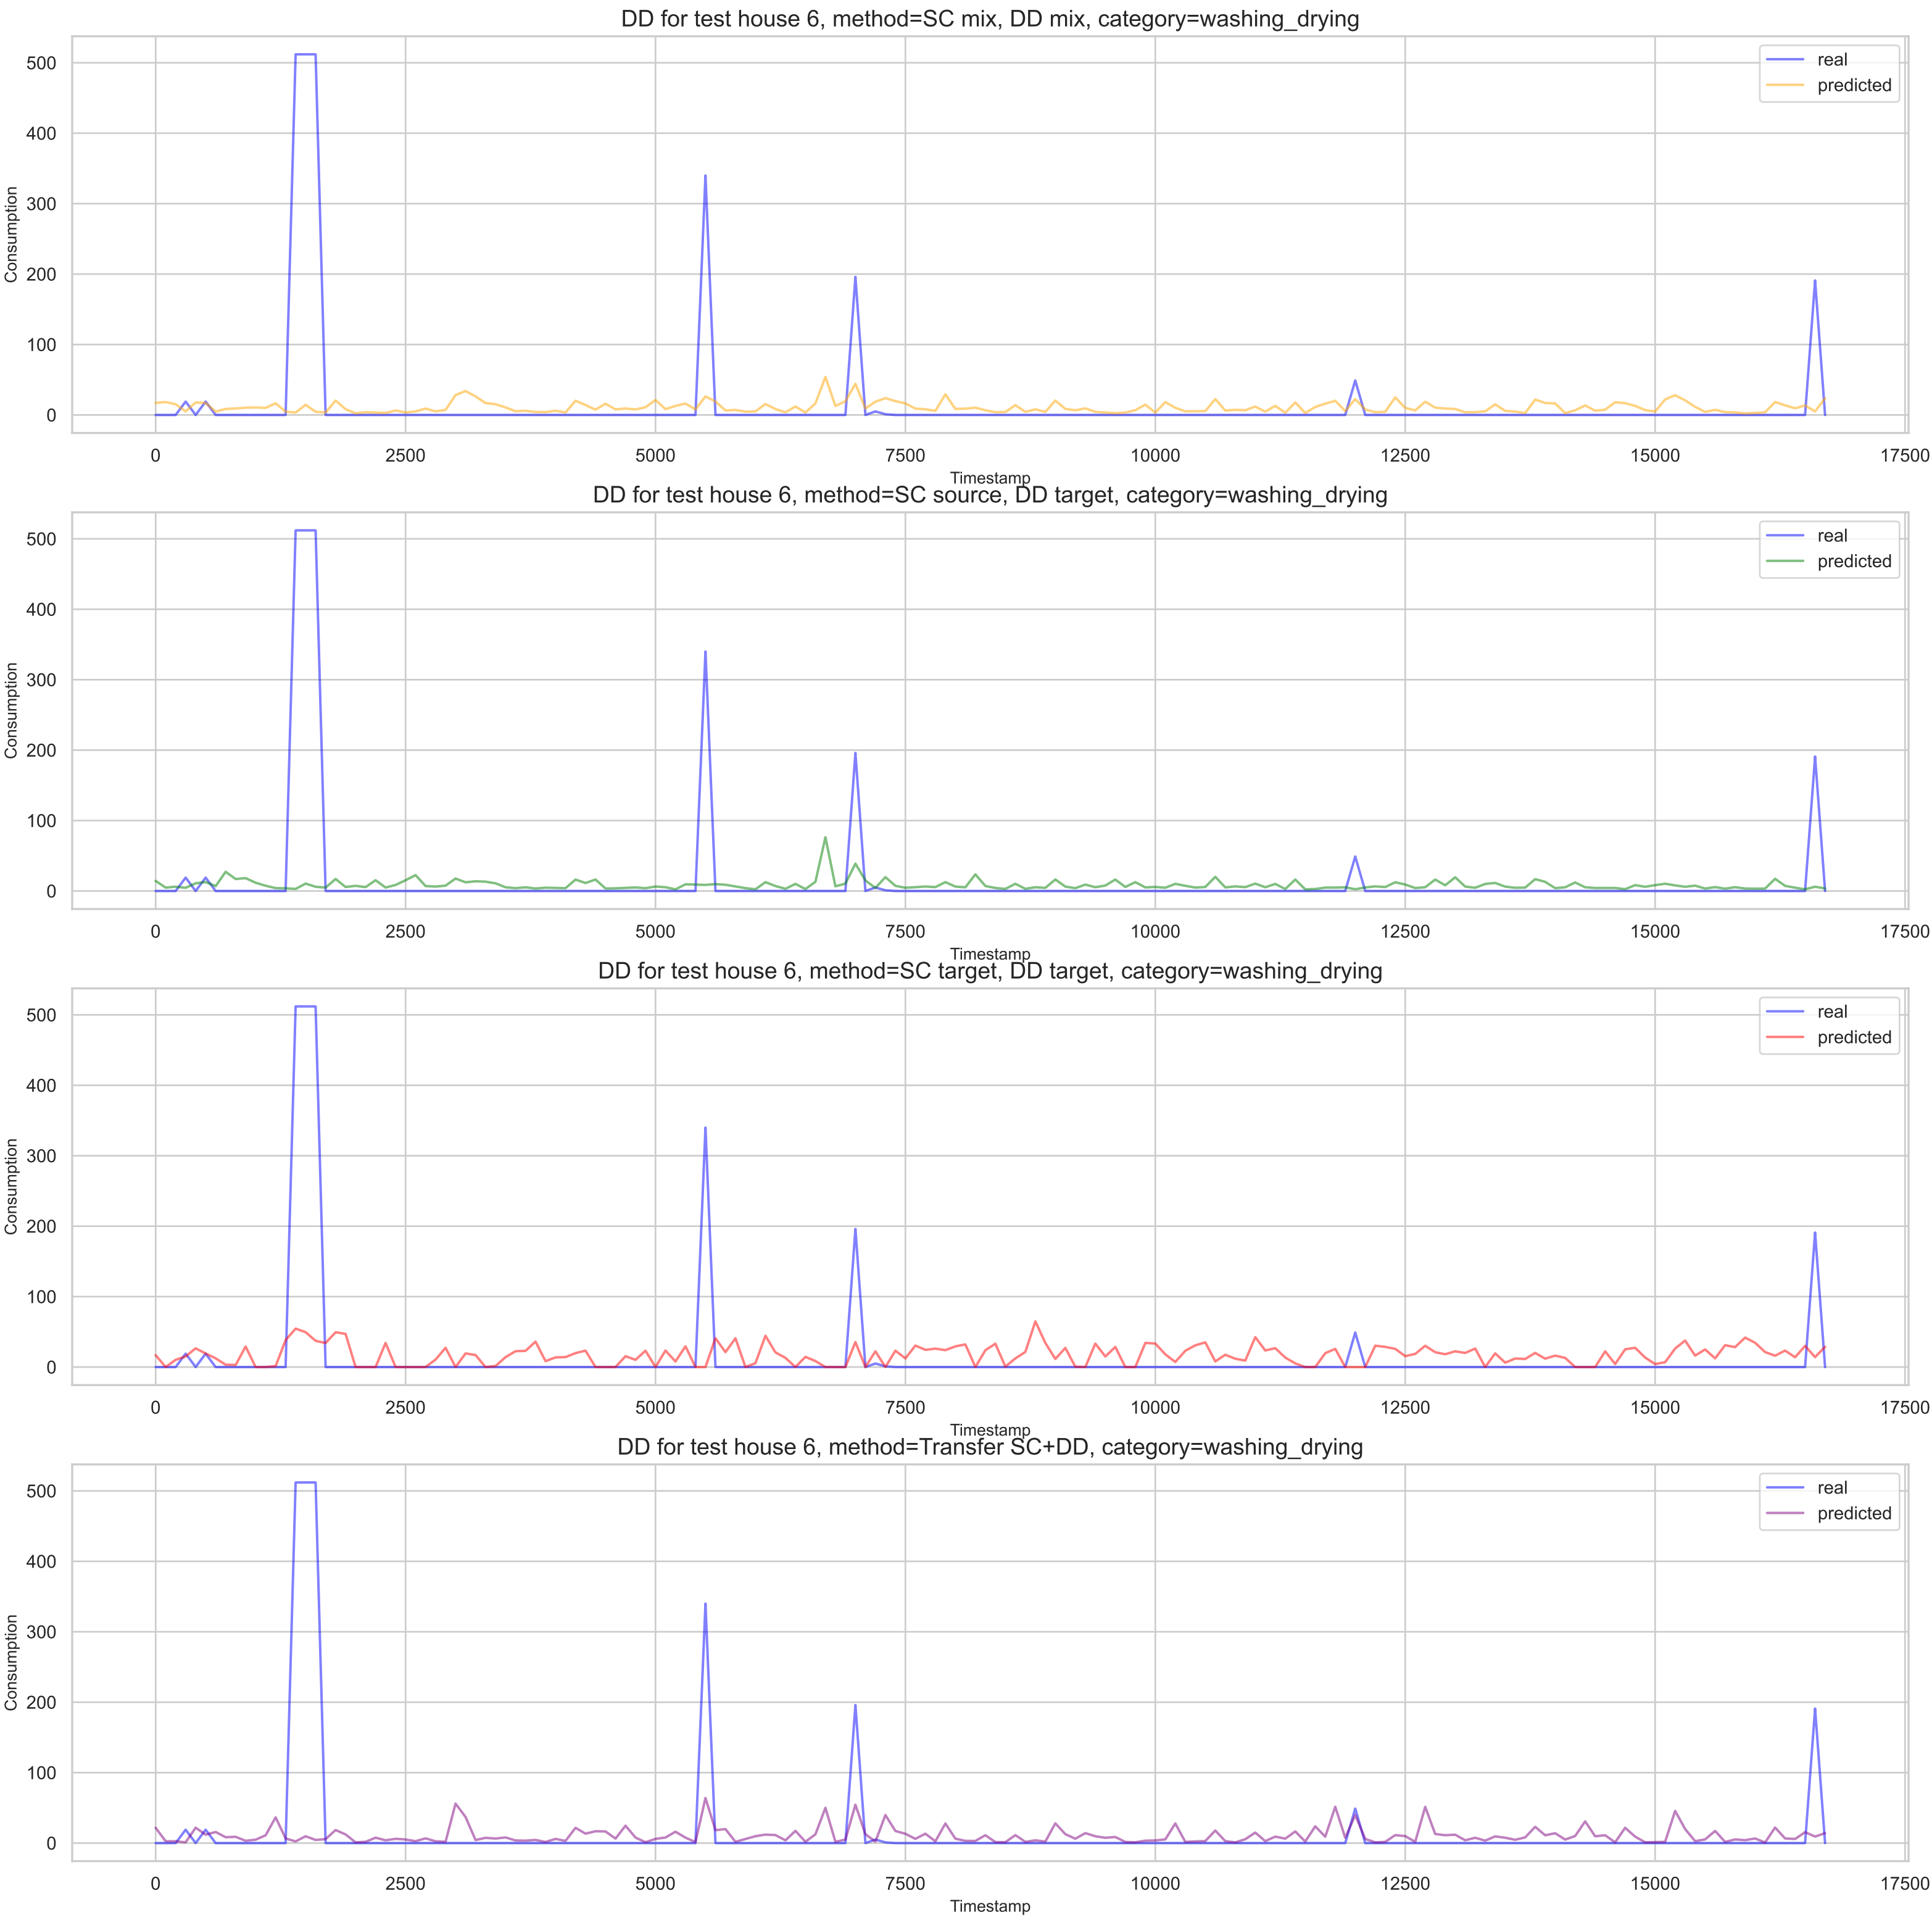 DD for test house 6, method=SC mix, DD mix, category=washing_drying
real
predicted
500
400
300
200
100
0
Consumption
0 2500 5000 7500 10000 12500 15000 17500
Timestamp
DD for test house 6, method=SC source, DD target, category=washing_drying
real
predicted
500
400
300
200
100
0
Consumption
0 2500 5000 7500 10000 12500 15000 17500
Timestamp
DD for test house 6, method=SC target, DD target, category=washing_drying
real
predicted
500
400
300
200
100
0
Consumption
0 2500 5000 7500 10000 12500 15000 17500
Timestamp
DD for test house 6, method=Transfer SC+DD, category=washing_drying
real
predicted
500
400
300
200
100
0
Consumption
0 2500 5000 7500 10000 12500 15000 17500
Timestamp